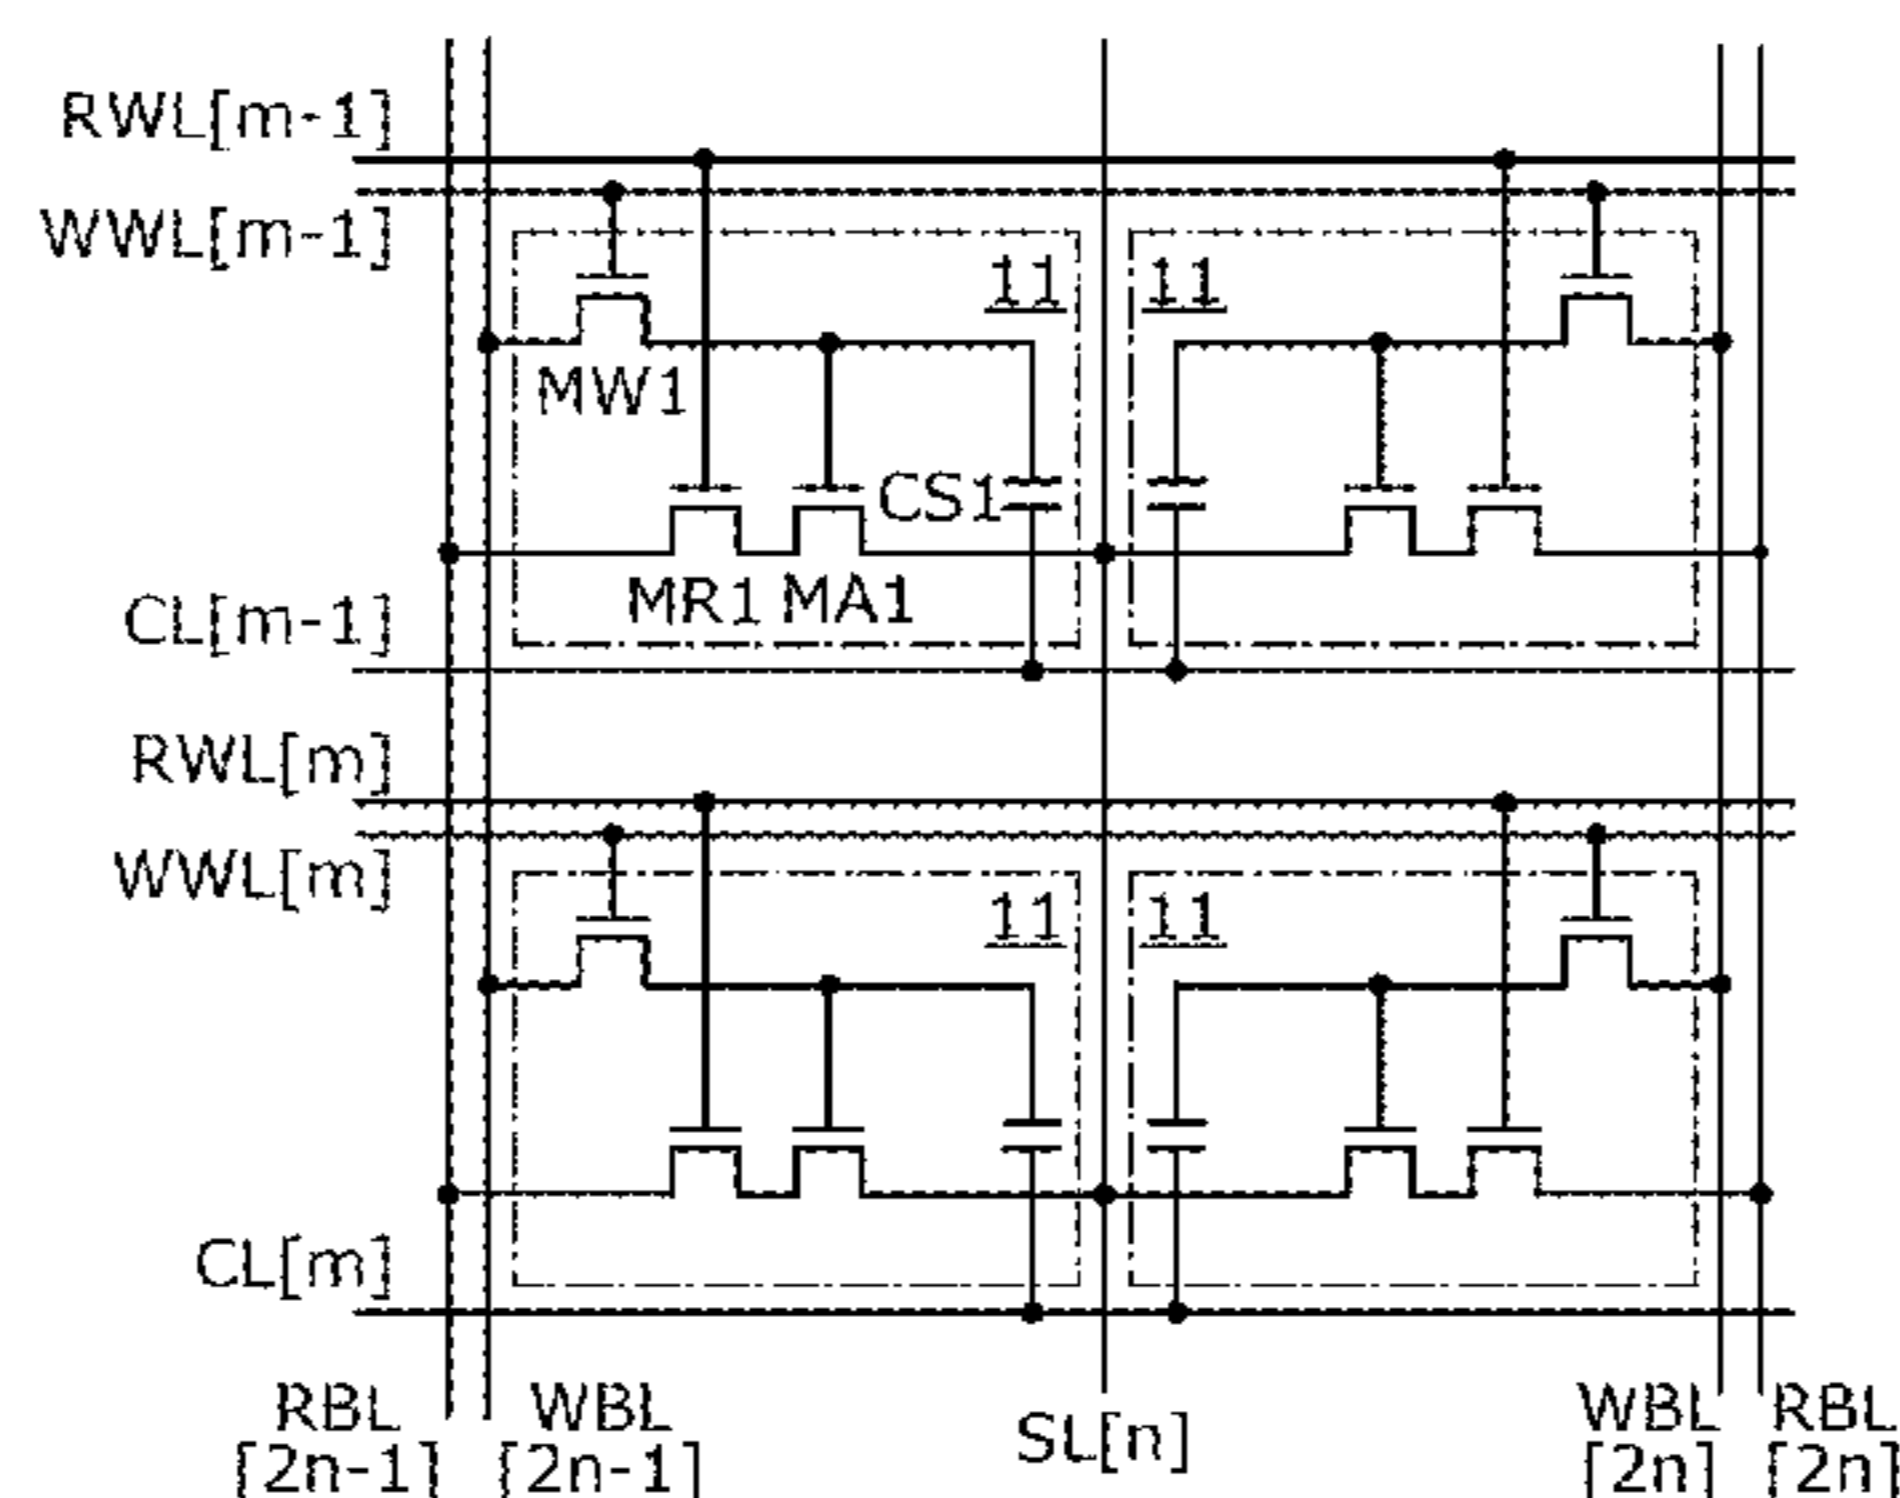 RWL[m-1]
WWL[m-1]
11 11
MW1
CS1
MR1 MA1
CL[m-1]
RWL[m]
WWL[m]
11 11
CL[m]
RBL [2n-1]
WBL [2n-1]
SL[n]
WBL [2n]
RBL [2n]